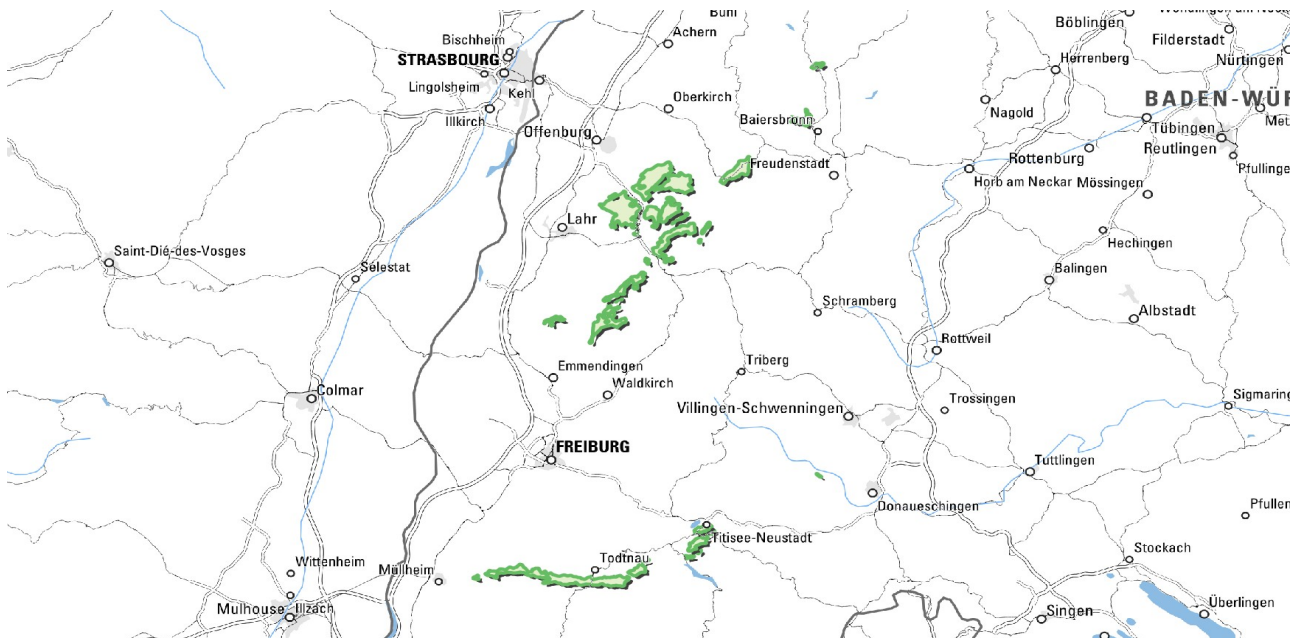 Bühl
Böblingen
Achern
Filderstadt
Bischheim
STRASBOURG
Herrenberg
Nürtingen
Lingolsheim
Kehl
Oberkirch
BADEN-WÜR
Illkirch
Nagold
Met
Baiersbronn
Offenburg
Tübingen
Reutlingen
Rottenburg
Freudenstadt
Pfullinge
Horb am Neckar
Mössingen
Lahr
Hechingen
Saint-Dié-des-Vosges
Sélestat
Balingen
Schramberg
Albstadt
Rottweil
Triberg
Emmendingen
Waldkirch
Colmar
Sigmaring
Trossingen
Villingen-Schwenningen
FREIBURG
Tuttlingen
Pfullen
Donaueschingen
Titisee-Neustadt
Stockach
Wittenheim
Todtnau
Müllheim
Mulhouse
Illzach
Überlingen
Singen